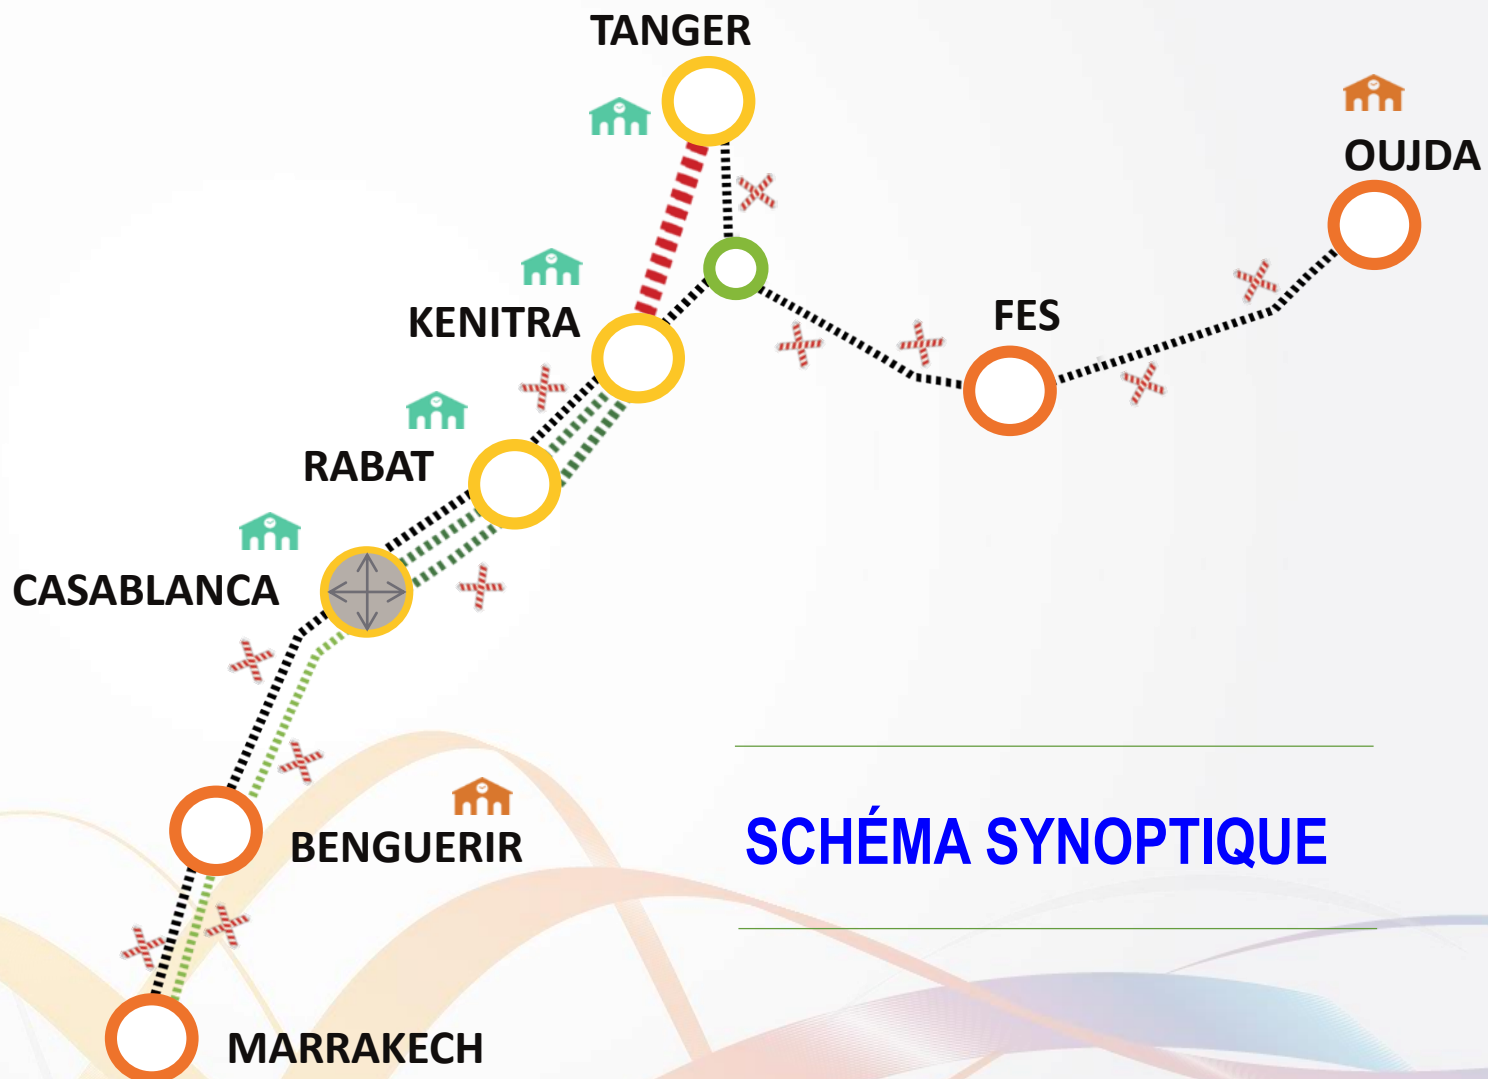 TANGER
OUJDA
KENITRA
FES
RABAT
CASABLANCA
BENGUERIR
SCHÉMA SYNOPTIQUE
MARRAKECH